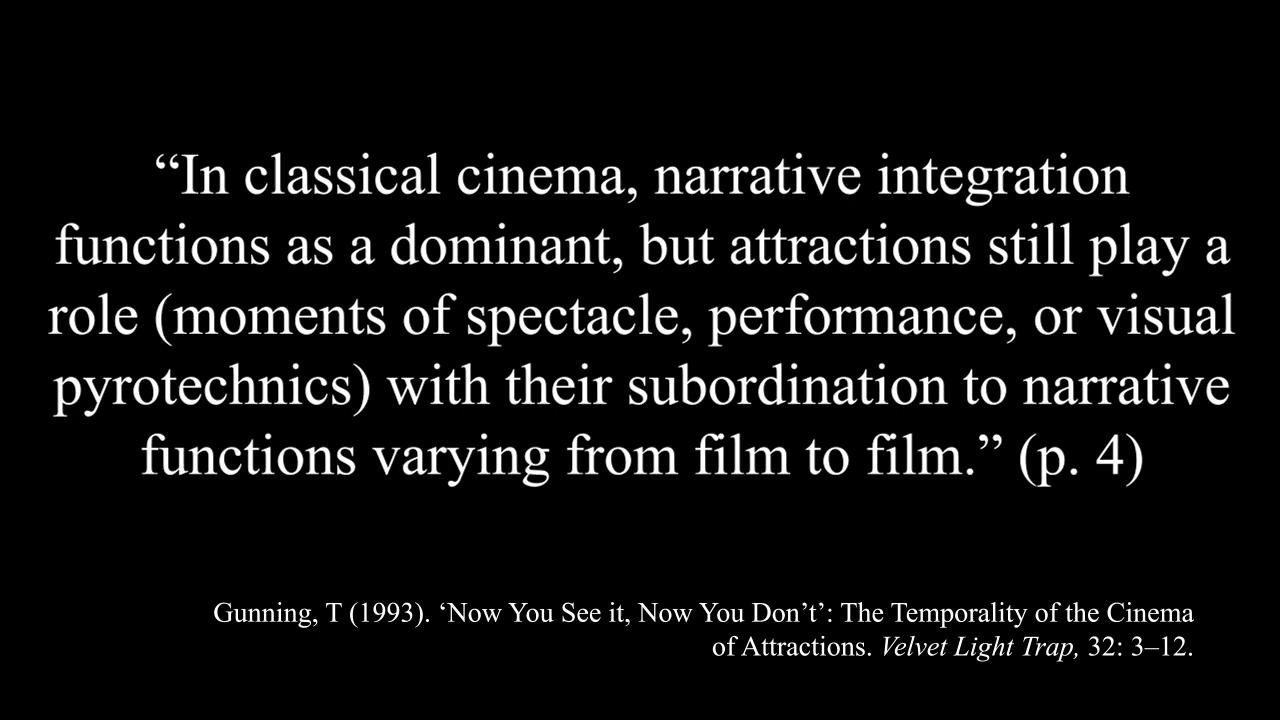 “In classical cinema, narrative integration
functions as a dominant, but attractions still play a
role (moments of spectacle, performance, or visual
pyrotechnics) with their subordination to narrative
functions varying from film to film.” (p. 4)
Gunning, T (1993). ‘Now You See it, Now You Don’t’: The Temporality of the Cinema
of Attractions. Velvet Light Trap, 32: 3–12.